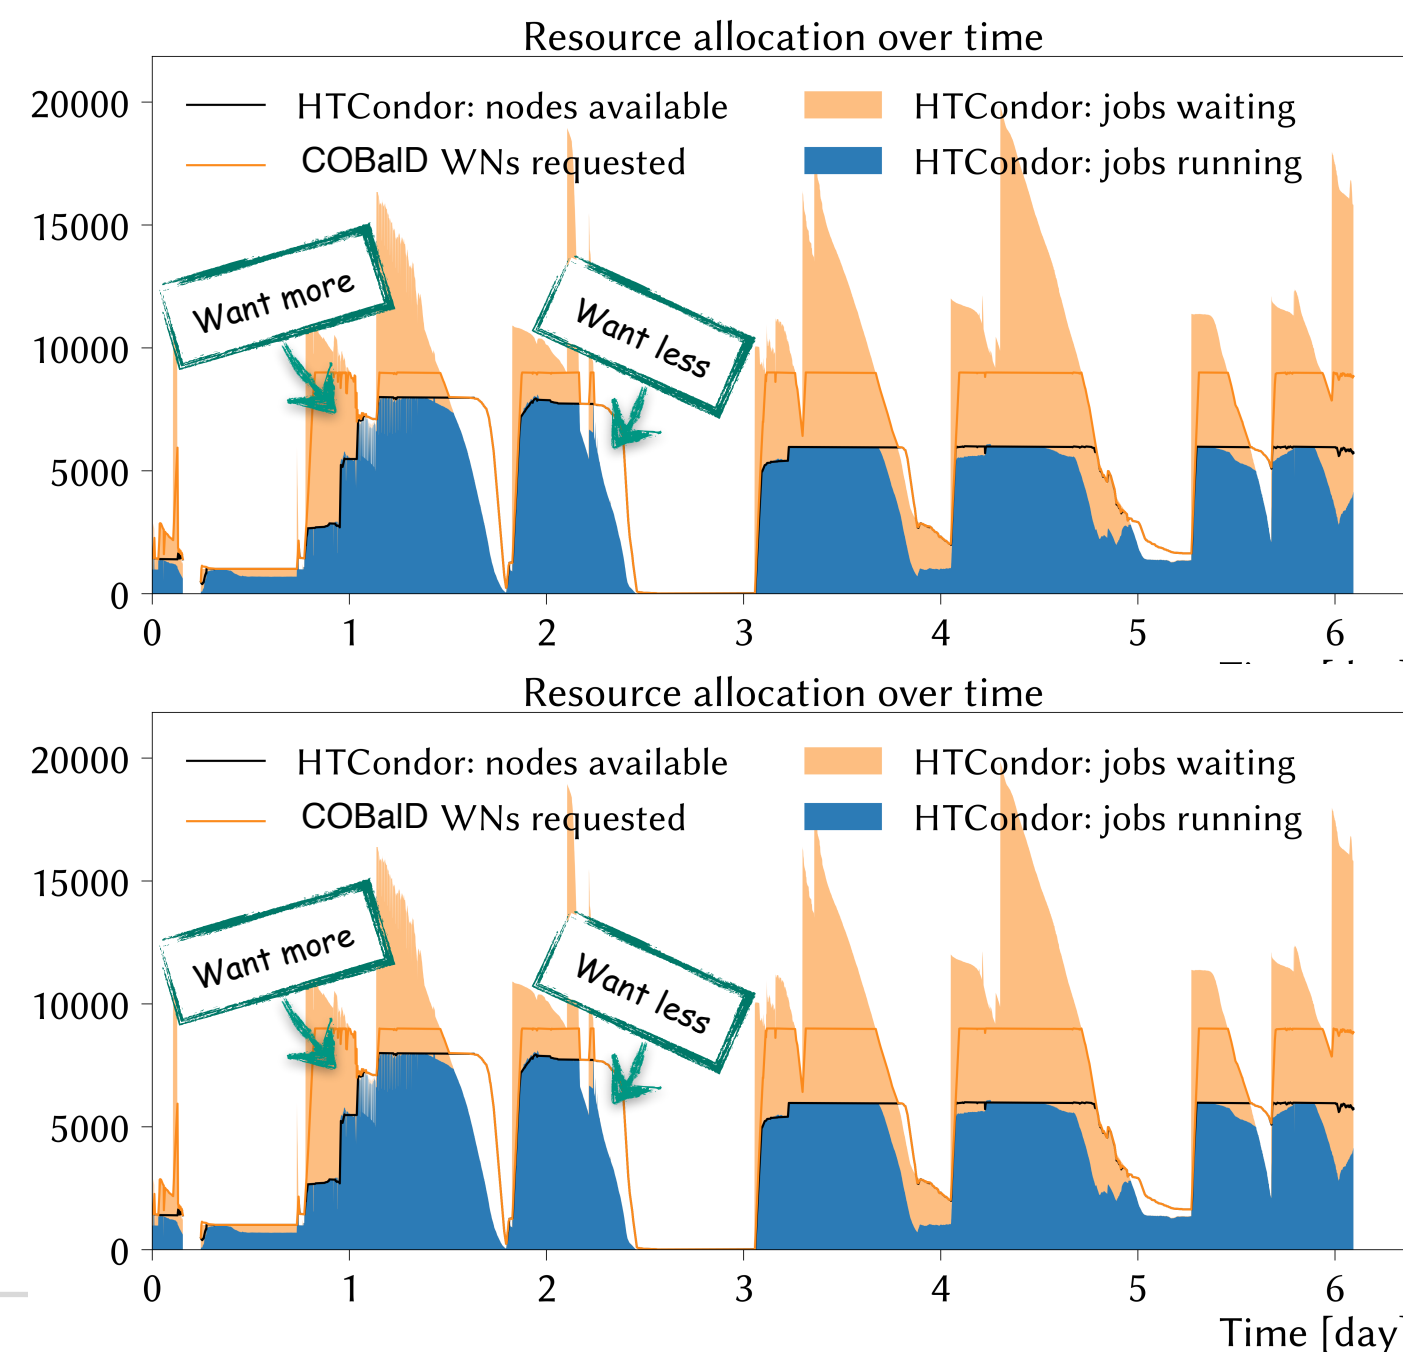 Resource allocation over time
20000
15000
10000
5000
0
HTCondor: nodes available
COBalD WNs requested
HTCondor: jobs waiting
HTCondor: jobs running
Want more
Want less
0 1 2 3 4 5 6
Resource allocation over time
20000
15000
10000
5000
0
HTCondor: nodes available
COBalD WNs requested
HTCondor: jobs waiting
HTCondor: jobs running
Want more
Want less
0 1 2 3 4 5 6
Time [day]